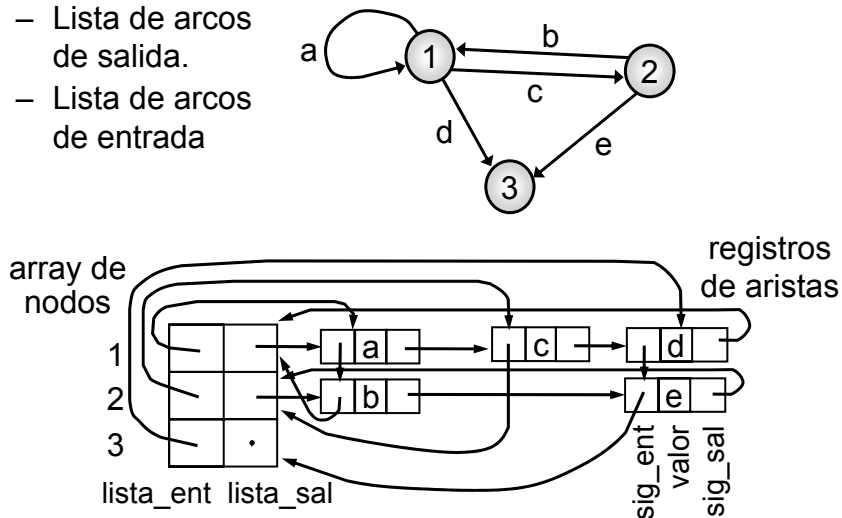 – Lista de arcos
de salida.
– Lista de arcos
de entrada
a
1
b
2
c
d
e
3
array de
nodos
registros
de aristas
1
a
c
d
2
b
e
3
lista_ent lista_sal
sig_ent
valor
sig_sal